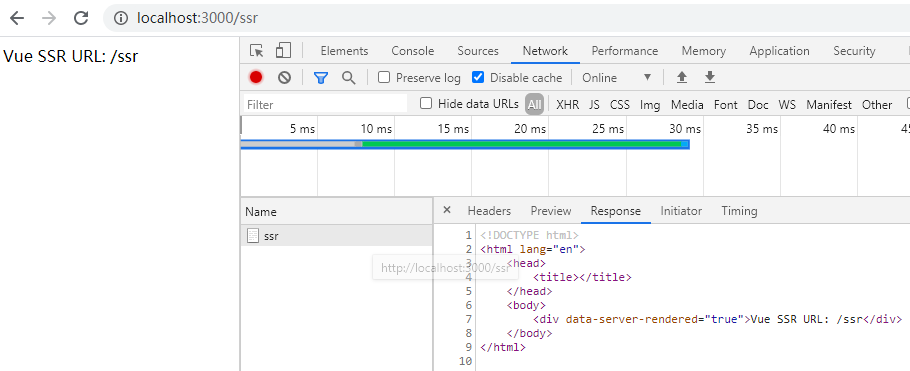 localhost:3000/ssr
Vue SSR URL: /ssr
Elements Console Sources Network Performance Memory Application Security
Preserve log Disable cache Online
Filter Hide data URLs All XHR JS CSS Img Media Font Doc WS Manifest Other
5 ms 10 ms 15 ms 20 ms 25 ms 30 ms 35 ms 40 ms 45
Name × Headers Preview Response Initiator Timing
ssr
http://localhost:3000/ssr
1 <!DOCTYPE html>
2 <html lang="en">
3 <head>
4 <title></title>
5 </head>
6 <body>
7 <div data-server-rendered="true">Vue SSR URL: /ssr</div>
8 </body>
9 </html>
10